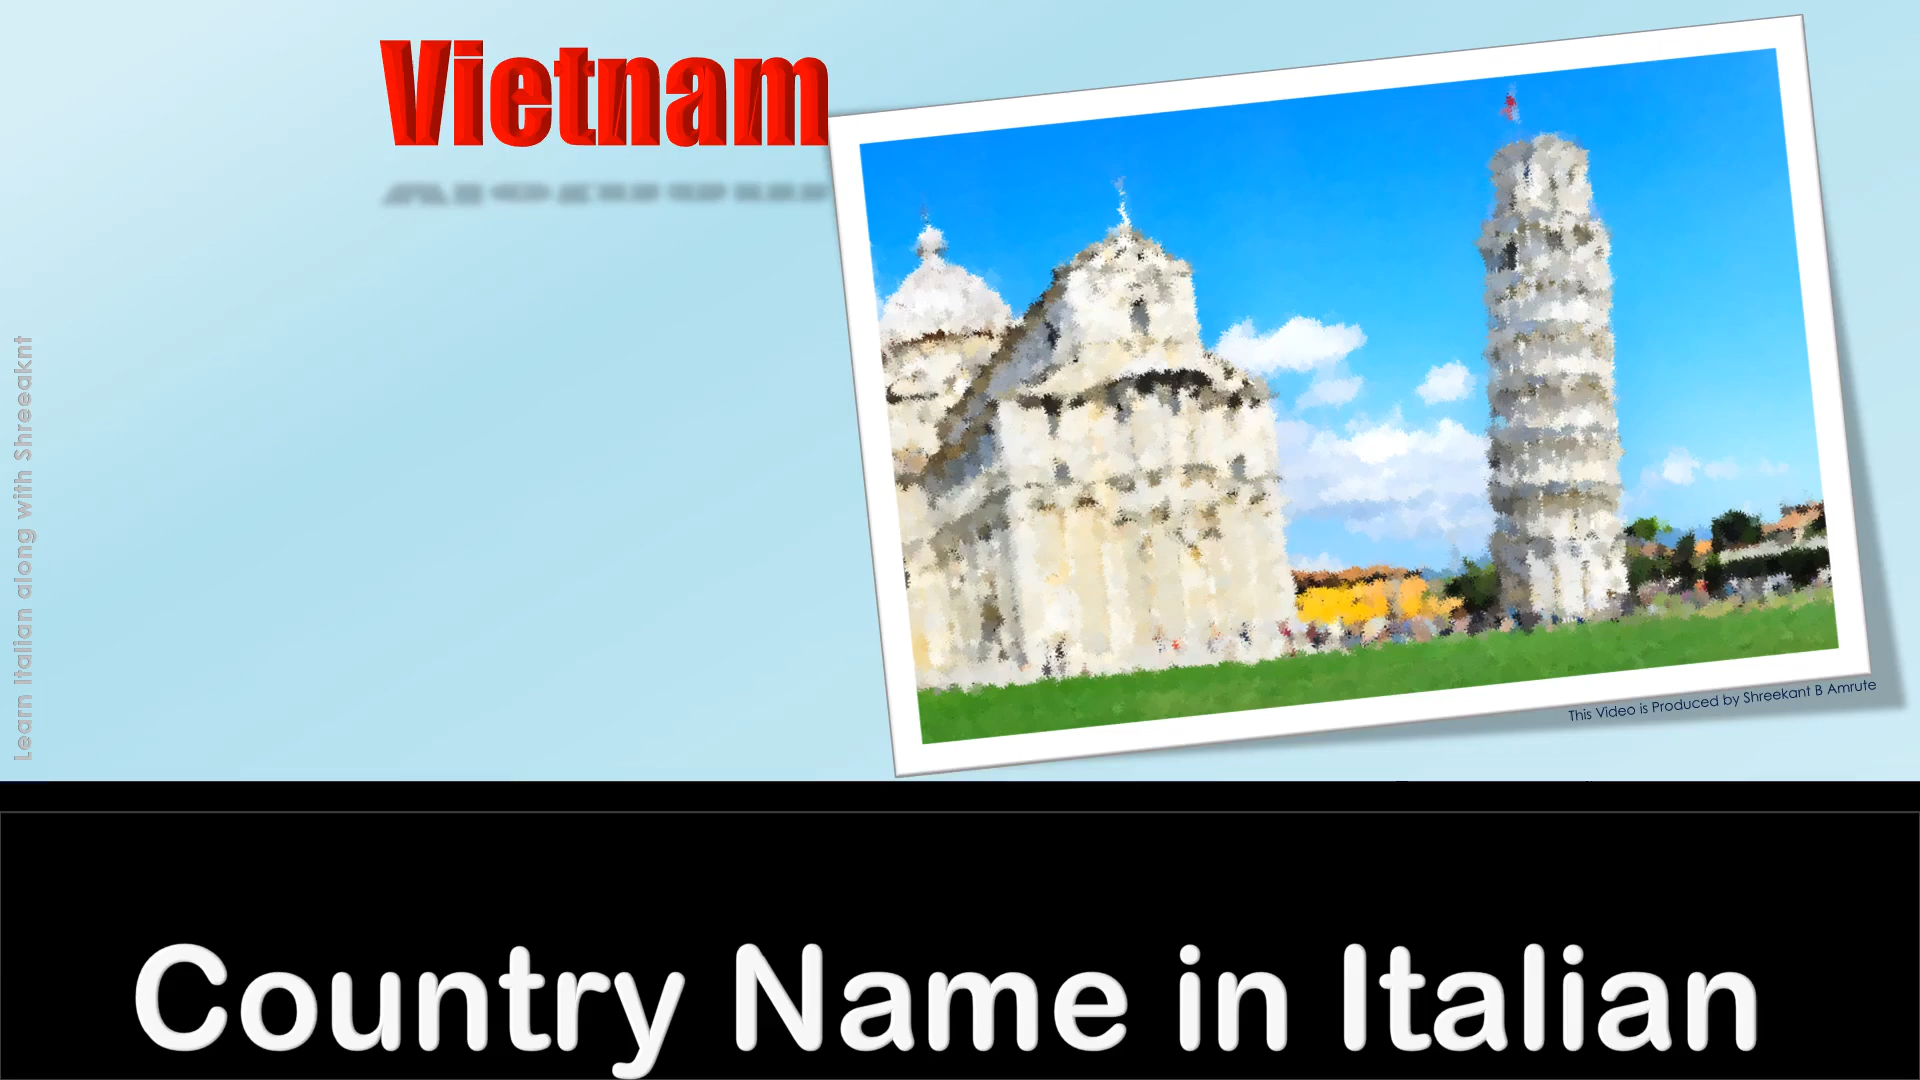 Vietnam
Learn Italian along with Shreeaknt
This Video is Produced by Shreekant B Amrute
Country Name in Italian